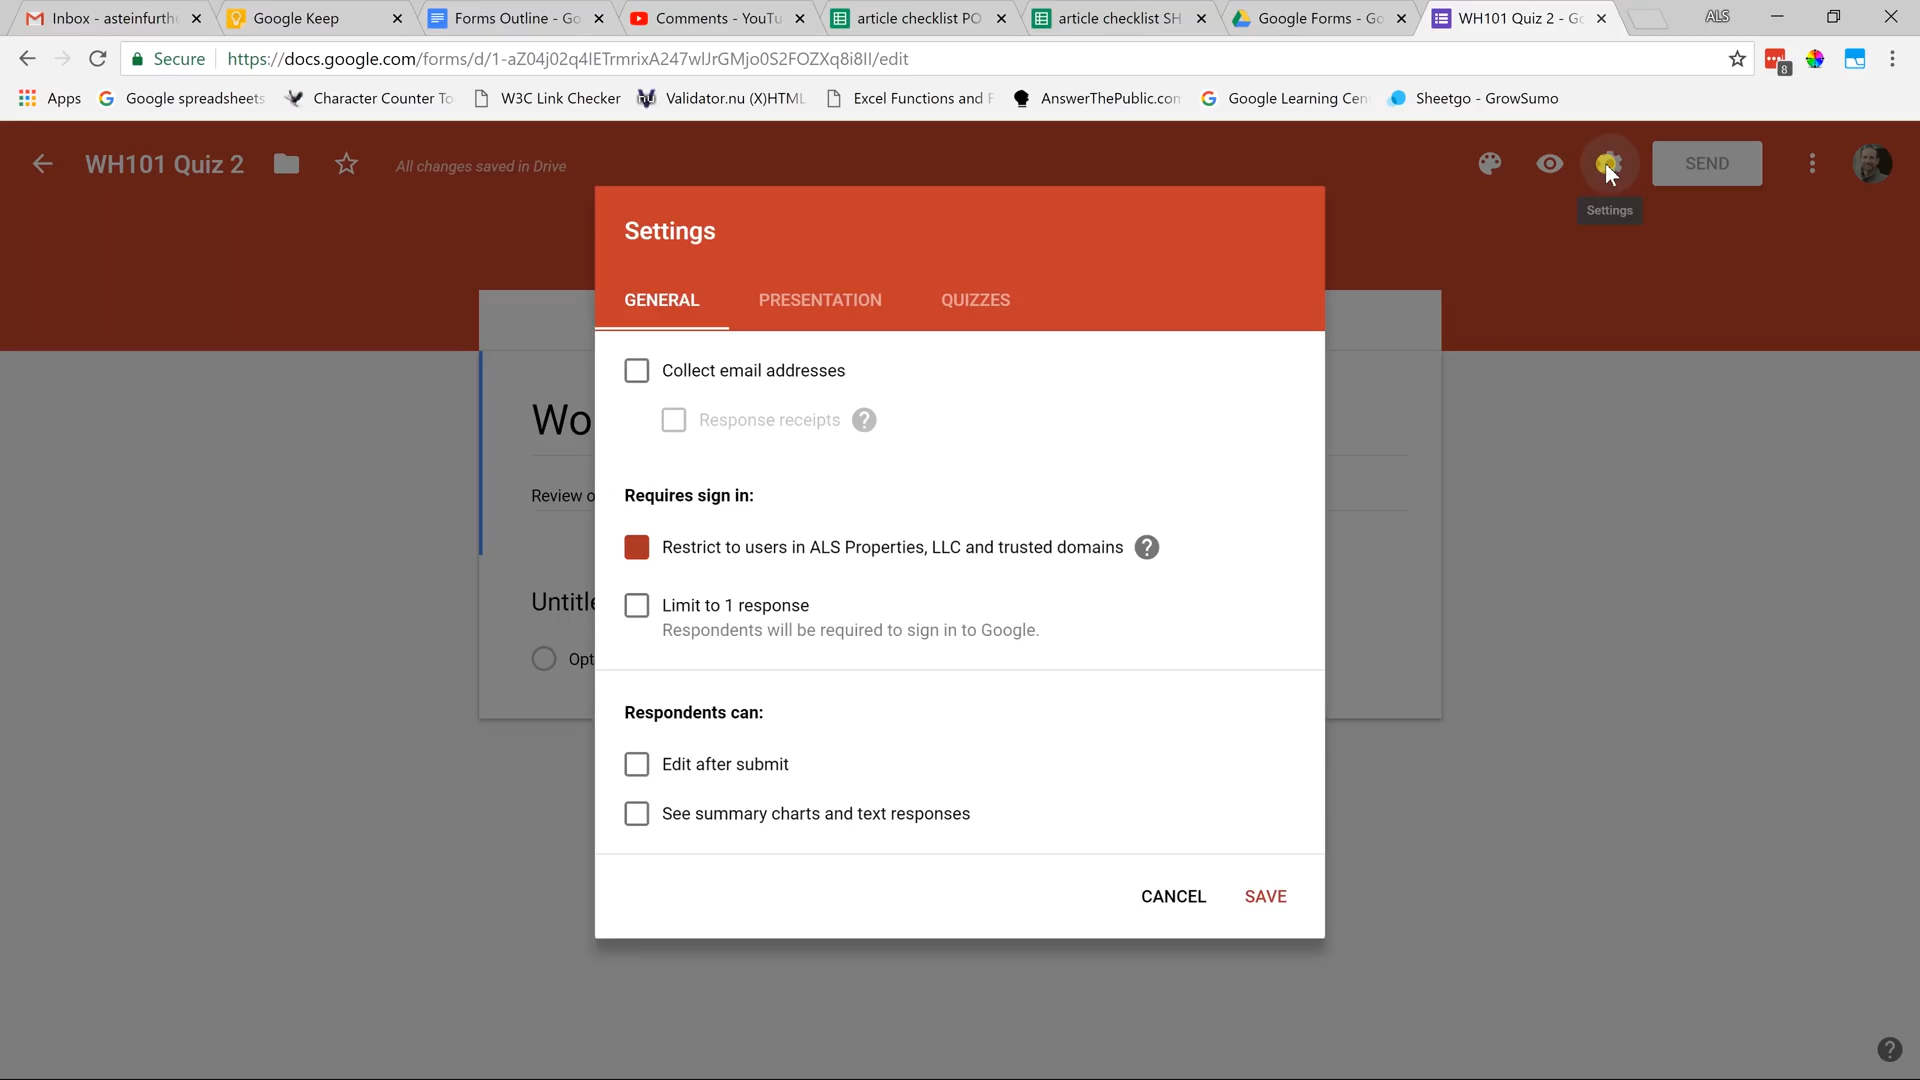 Inbox - asteinfurth
Google Keep
Forms Outline - Go
Comments - YouTu
article checklist PO
article checklist SH
Google Forms - Go
WH101 Quiz 2 - Go
ALS
Secure
https://docs.google.com/forms/d/1-aZ04j02q4IETrmrixA247wlJrGMjo0S2FOZXq8i8II/edit
8
Apps
Google spreadsheets
Character Counter To
W3C Link Checker
Validator.nu (X)HTML
Excel Functions and F
AnswerThePublic.com
Google Learning Cen
Sheetgo - GrowSumo
WH101 Quiz 2
All changes saved in Drive
SEND
Settings
Settings
GENERAL
PRESENTATION
QUIZZES
Collect email addresses
Response receipts
Wo
Review o
Requires sign in:
Restrict to users in ALS Properties, LLC and trusted domains
Untitle
Limit to 1 response
Respondents will be required to sign in to Google.
Opt
Respondents can:
Edit after submit
See summary charts and text responses
CANCEL
SAVE